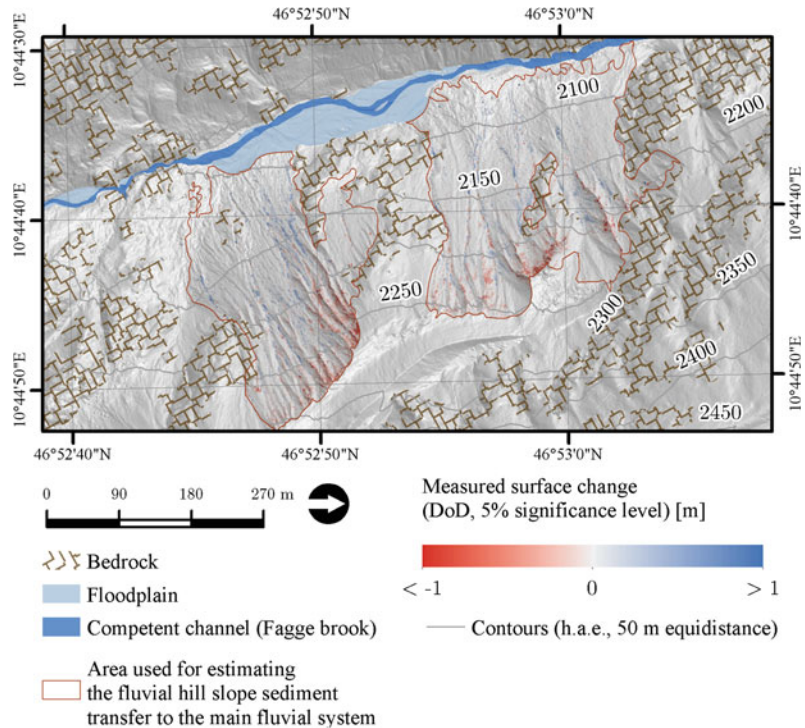 46°52'50"N
46°53'0"N
10°44'30"E
10°44'40"E
10°44'50"E
2100
2200
2150
2250
2300
2350
2400
2450
10°44'40"E
10°44'50"E
46°52'40"N
46°52'50"N
46°53'0"N
0 90 180 270 m
Bedrock
Floodplain
Competent channel (Fagge brook)
Area used for estimating
the fluvial hill slope sediment
transfer to the main fluvial system
Measured surface change
(DoD, 5% significance level) [m]
< -1 0 > 1
Contours (h.a.e., 50 m equidistance)